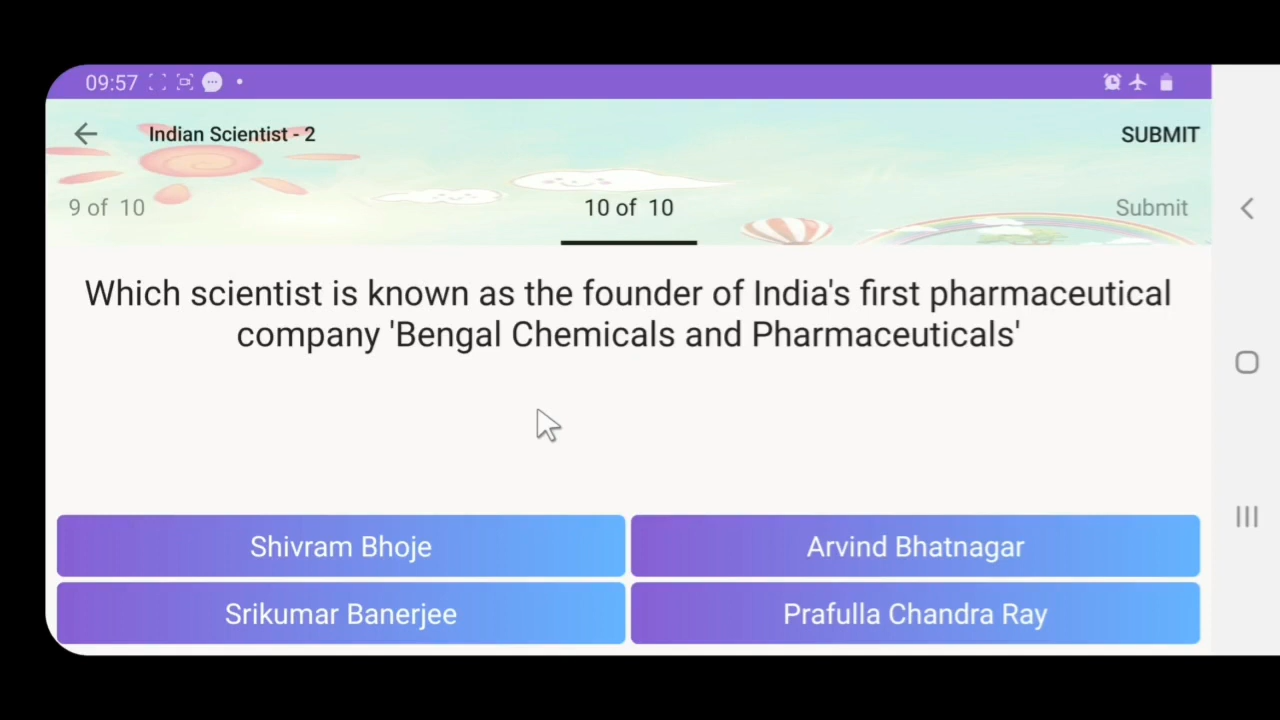 09:57
Indian Scientist - 2
SUBMIT
9 of 10
10 of 10
Submit
Which scientist is known as the founder of India's first pharmaceutical
company 'Bengal Chemicals and Pharmaceuticals'
Shivram Bhoje
Arvind Bhatnagar
Srikumar Banerjee
Prafulla Chandra Ray